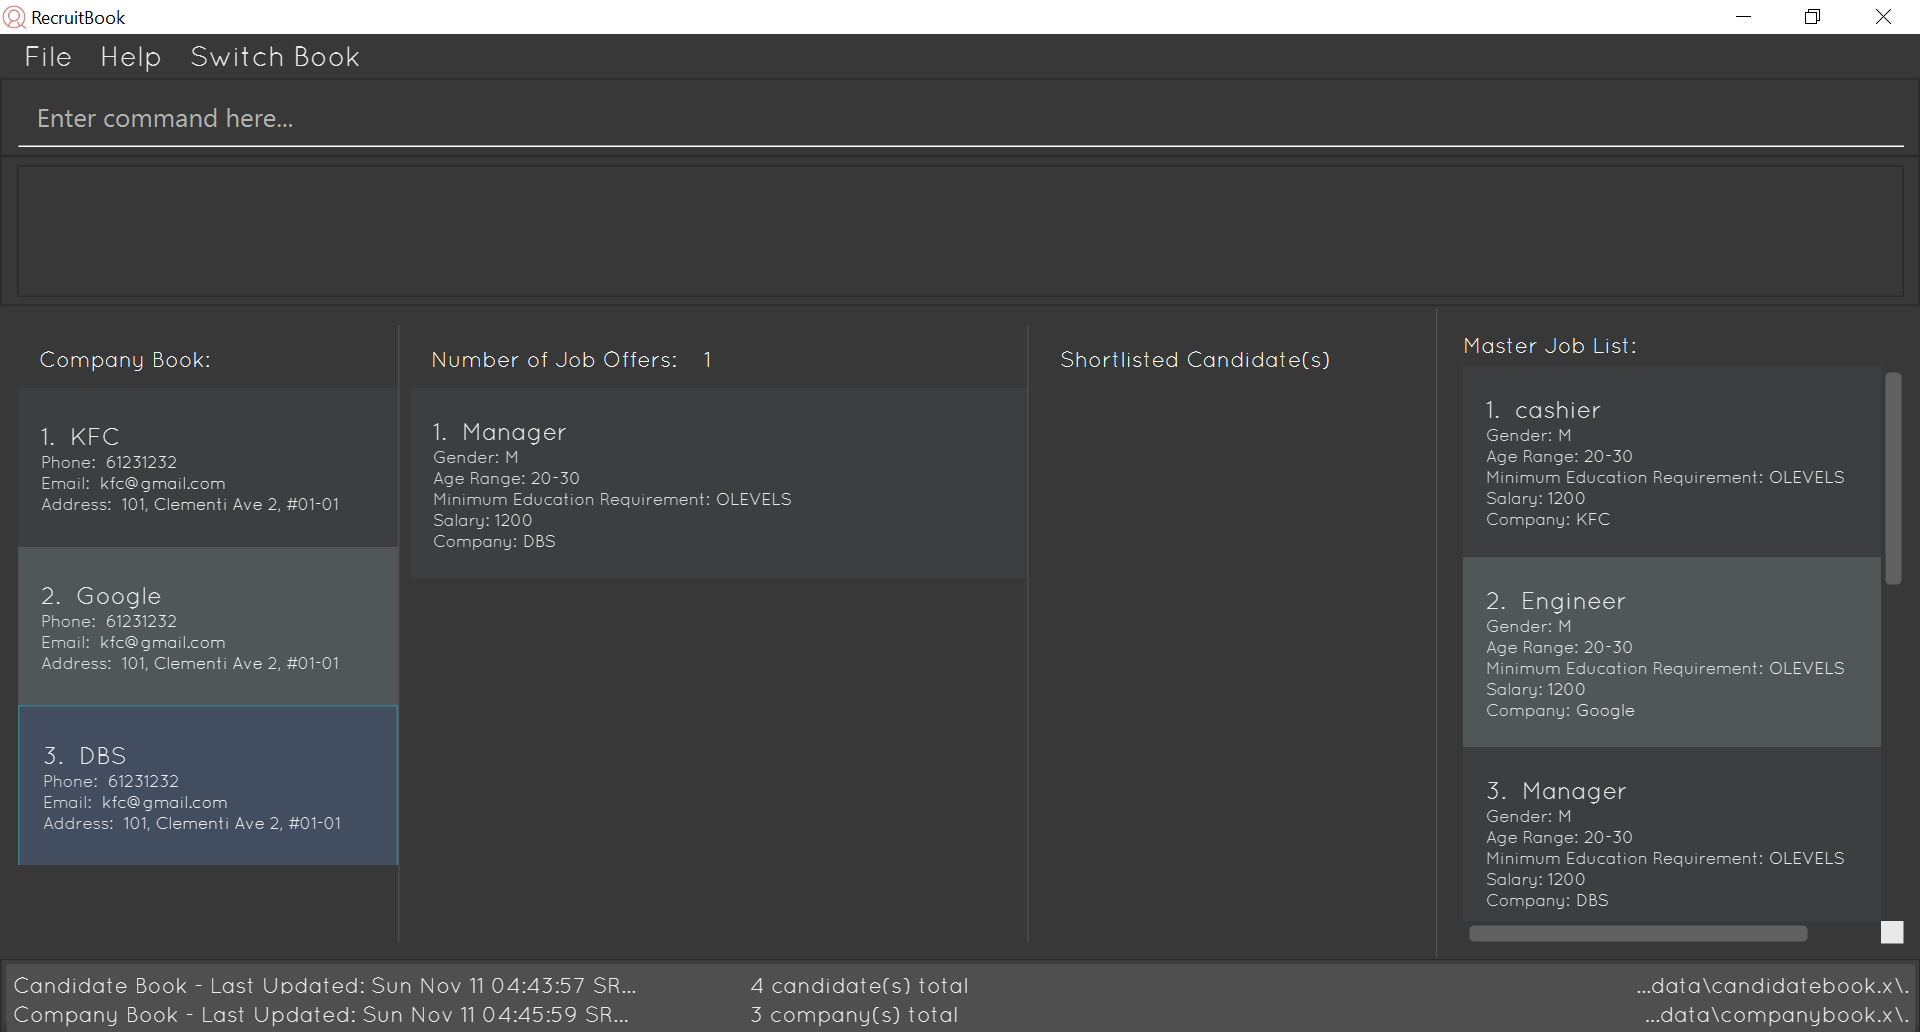 RecruitBook
File Help Switch Book
Enter command here...
Company Book:
1. KFC
Phone: 61231232
Email: kfc@gmail.com
Address: 101, Clementi Ave 2, #01-01
2. Google
Phone: 61231232
Email: kfc@gmail.com
Address: 101, Clementi Ave 2, #01-01
3. DBS
Phone: 61231232
Email: kfc@gmail.com
Address: 101, Clementi Ave 2, #01-01
Number of Job Offers: 1
1. Manager
Gender: M
Age Range: 20-30
Minimum Education Requirement: OLEVELS
Salary: 1200
Company: DBS
Shortlisted Candidate(s)
Master Job List:
1. cashier
Gender: M
Age Range: 20-30
Minimum Education Requirement: OLEVELS
Salary: 1200
Company: KFC
2. Engineer
Gender: M
Age Range: 20-30
Minimum Education Requirement: OLEVELS
Salary: 1200
Company: Google
3. Manager
Gender: M
Age Range: 20-30
Minimum Education Requirement: OLEVELS
Salary: 1200
Company: DBS
Candidate Book - Last Updated: Sun Nov 11 04:43:57 SR... 4 candidate(s) total ...data\candidatebook.x\.
Company Book - Last Updated: Sun Nov 11 04:45:59 SR... 3 company(s) total ...data\companybook.x\.